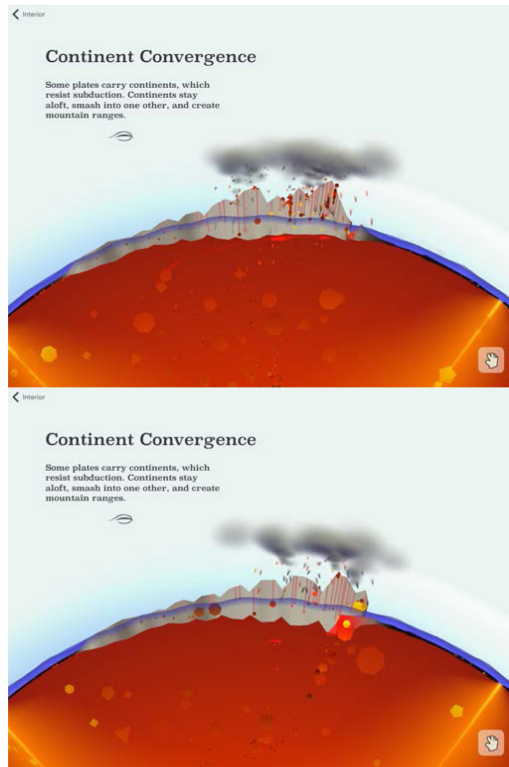 Interior
Continent Convergence
Some plates carry continents, which
resist subduction. Continents stay
aloft, smash into one other, and create
mountain ranges.
Interior
Continent Convergence
Some plates carry continents, which
resist subduction. Continents stay
aloft, smash into one other, and create
mountain ranges.